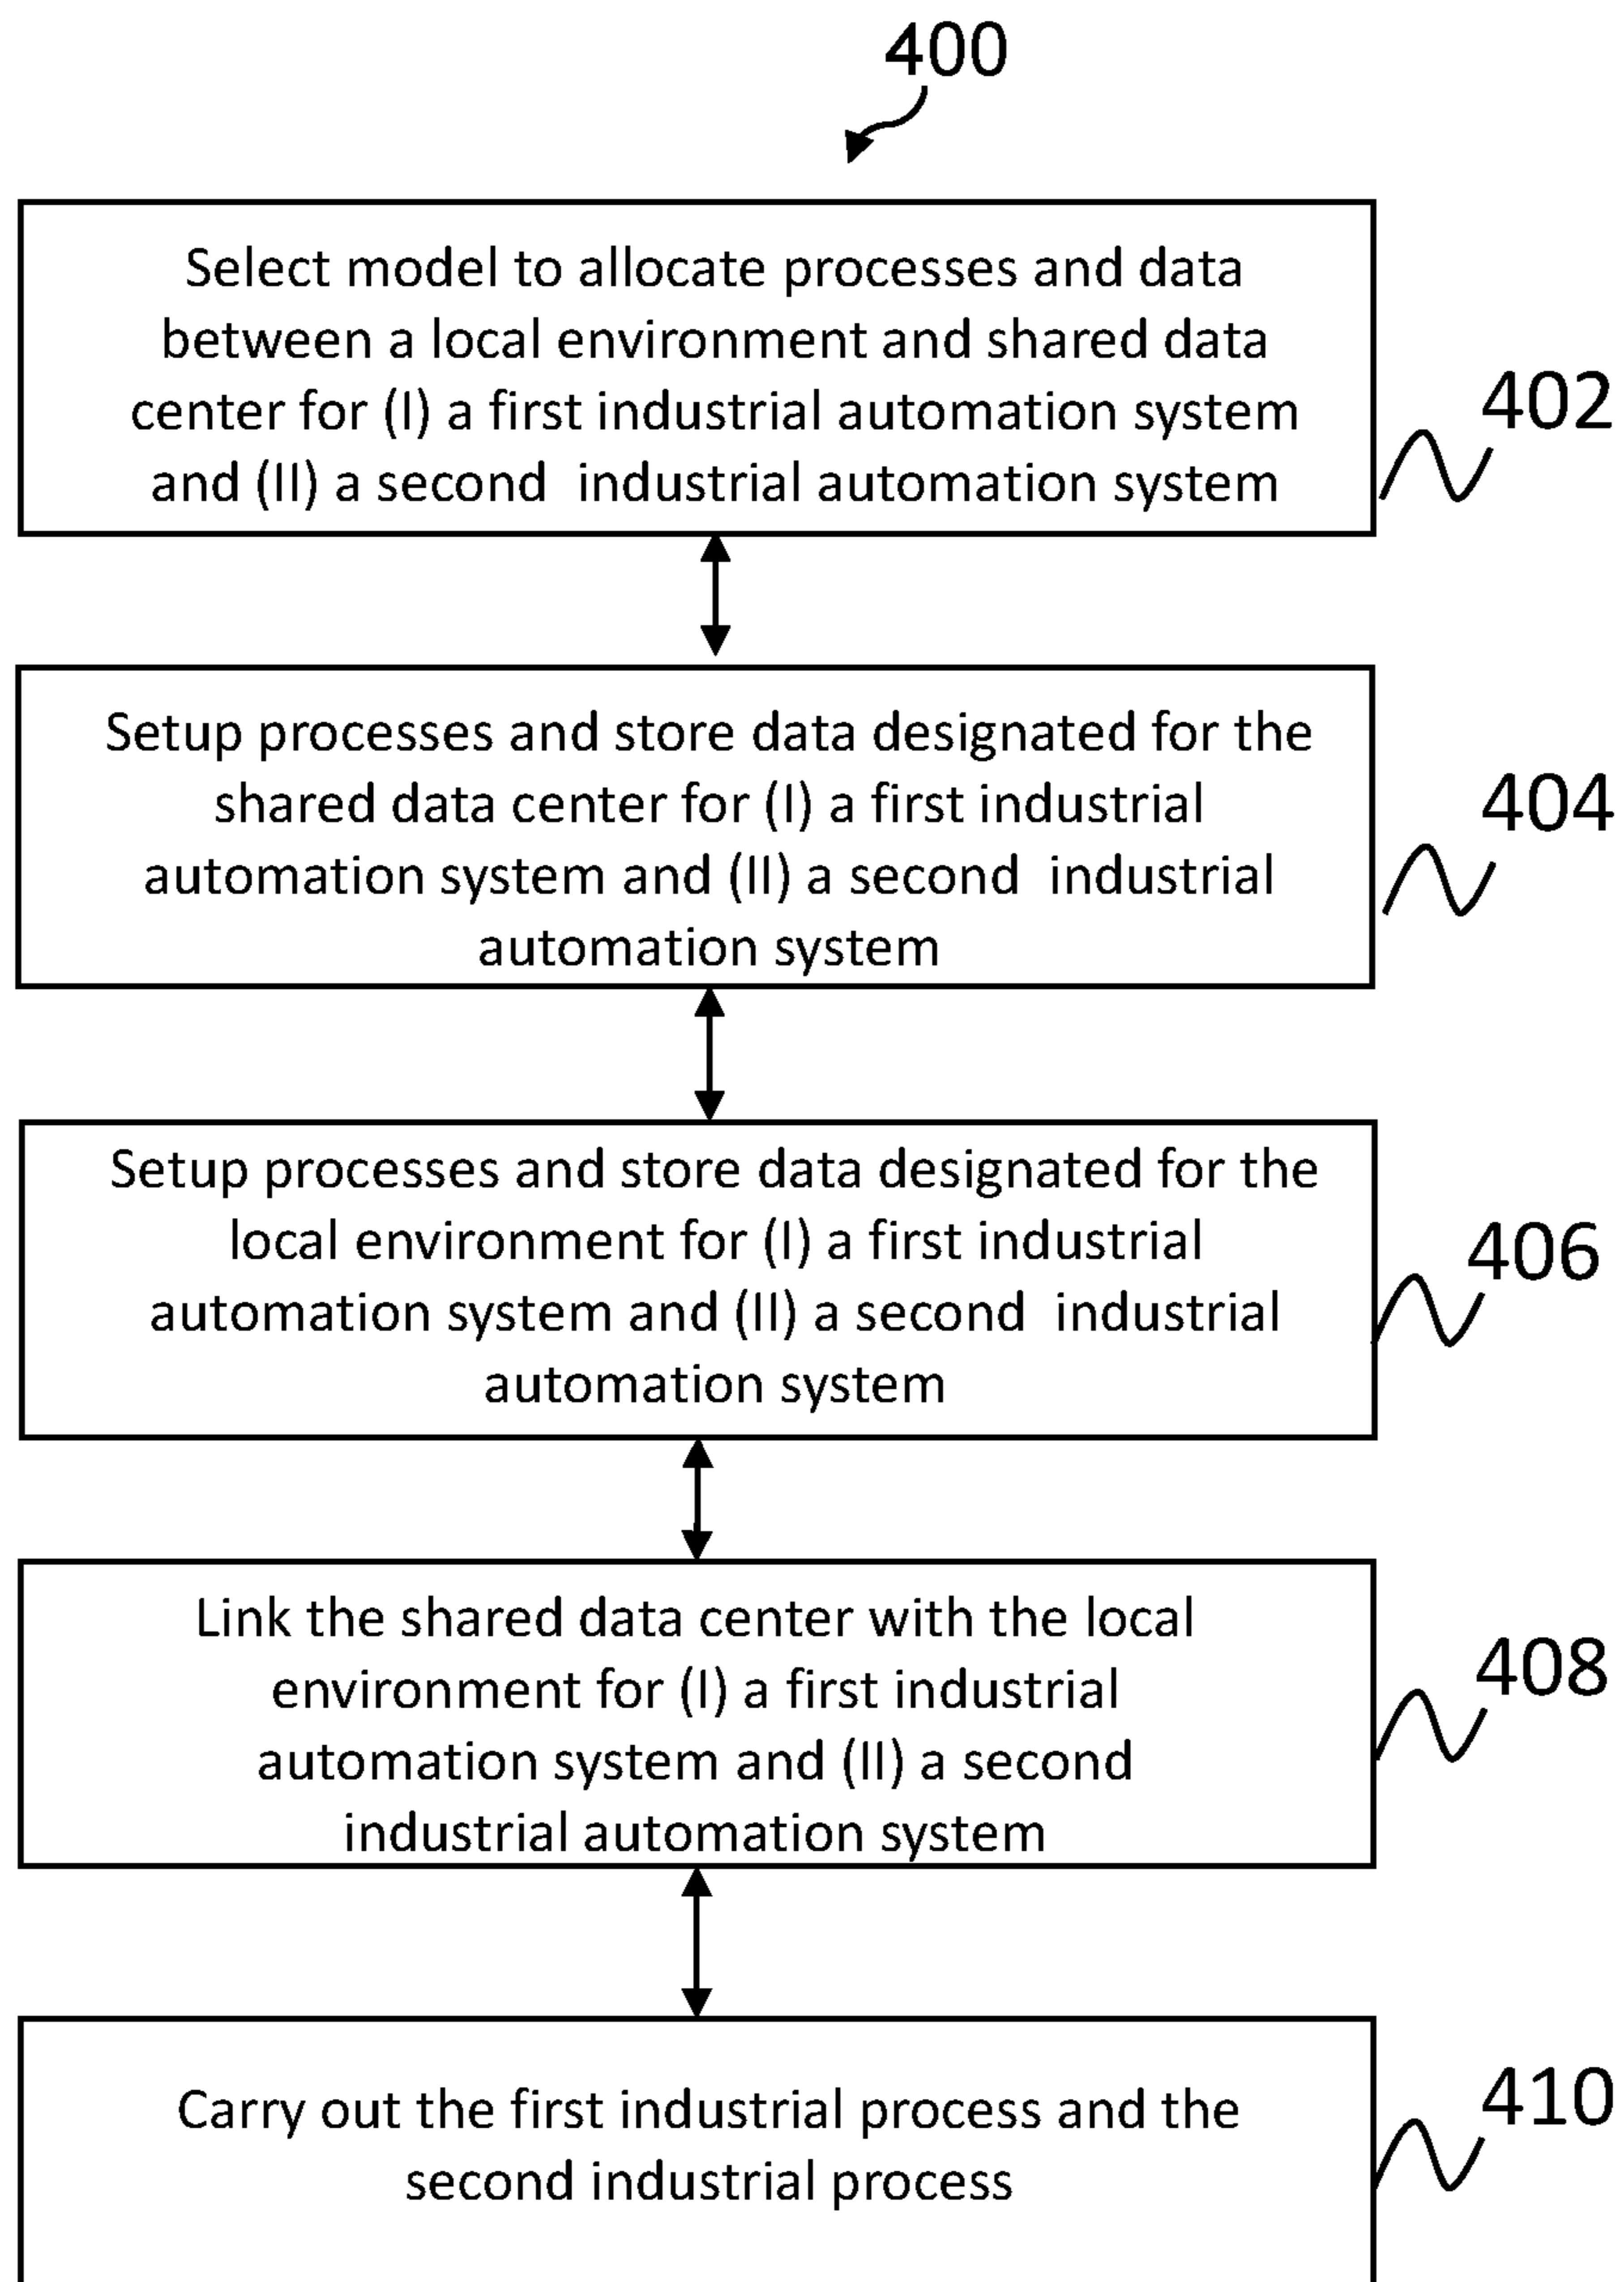 400
Select model to allocate processes and data
between a local environment and shared data
center for (I) a first industrial automation system
and (II) a second industrial automation system
402
Setup processes and store data designated for the
shared data center for (I) a first industrial
automation system and (II) a second industrial
automation system
404
Setup processes and store data designated for the
local environment for (I) a first industrial
automation system and (II) a second industrial
automation system
406
Link the shared data center with the local
environment for (I) a first industrial
automation system and (II) a second
industrial automation system
408
Carry out the first industrial process and the
second industrial process
410